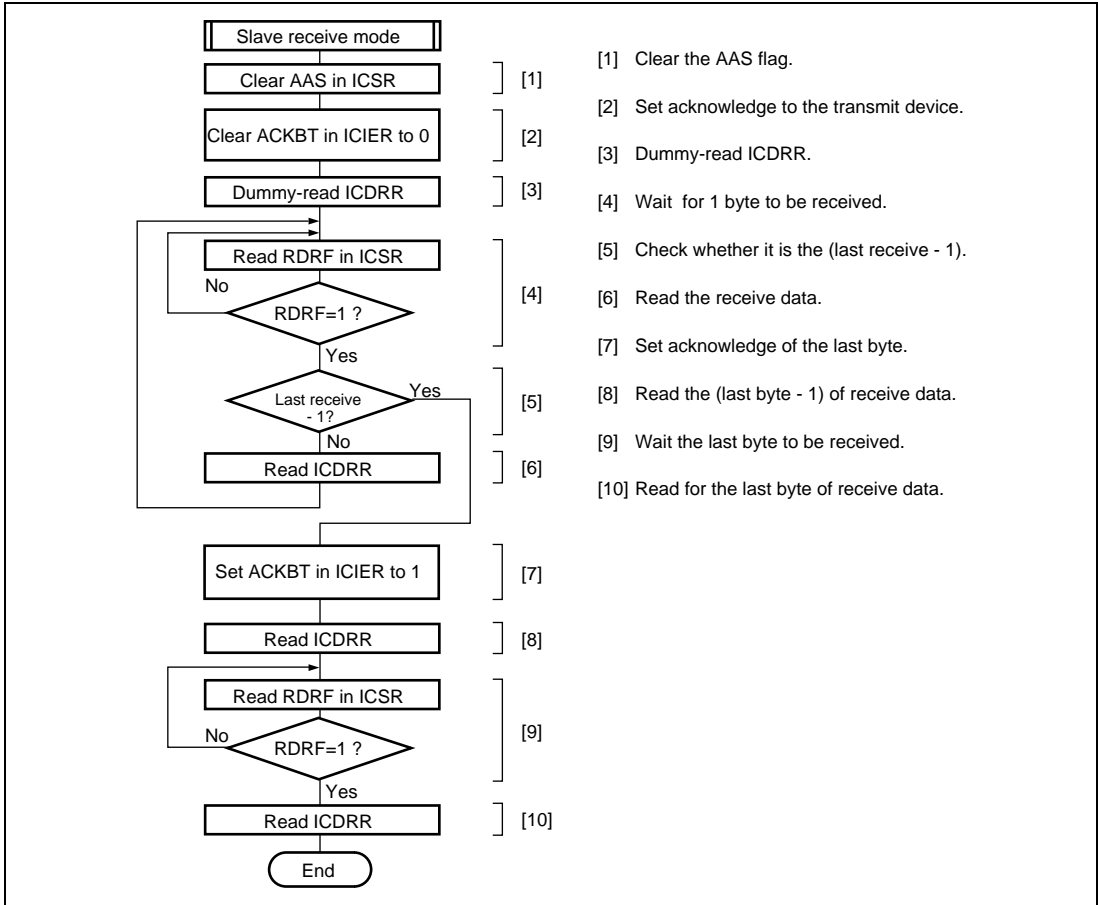 Slave receive mode
Clear AAS in ICSR
[1]
Clear ACKBT in ICIER to 0
[2]
Dummy-read ICDRR
[3]
Read RDRF in ICSR
No
RDRF=1 ?
[4]
Yes
Last receive
- 1?
Yes
[5]
No
Read ICDRR
[6]
Set ACKBT in ICIER to 1
[7]
Read ICDRR
[8]
Read RDRF in ICSR
No
RDRF=1 ?
[9]
Yes
Read ICDRR
[10]
End
[1] Clear the AAS flag.
[2] Set acknowledge to the transmit device.
[3] Dummy-read ICDRR.
[4] Wait for 1 byte to be received.
[5] Check whether it is the (last receive - 1).
[6] Read the receive data.
[7] Set acknowledge of the last byte.
[8] Read the (last byte - 1) of receive data.
[9] Wait the last byte to be received.
[10] Read for the last byte of receive data.